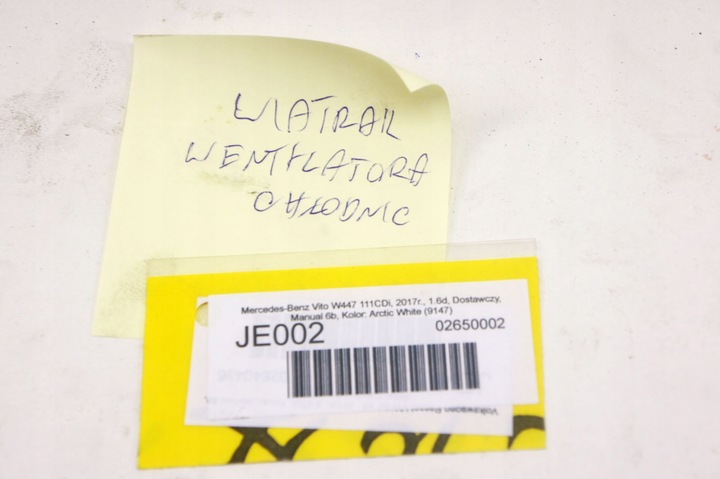 WIATRAK
WENTYLATORA
CHŁODNIC
Mercedes-Benz Vito W447 111CDi, 2017r., 1.6d, Dostawczy,
Manual 6b, Kolor: Arctic White (9147)
JE002
02650002
Volkswagen